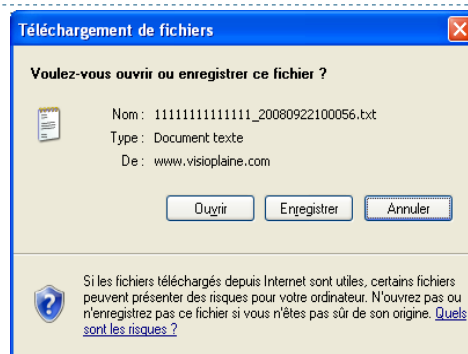 Téléchargement de fichiers
Voulez-vous ouvrir ou enregistrer ce fichier ?
Nom : 11111111111111_20080922100056.txt
Type : Document texte
De : www.visioplaine.com
Ouvrir Enregistrer Annuler
Si les fichiers téléchargés depuis Internet sont utiles, certains fichiers
peuvent présenter des risques pour votre ordinateur. N'ouvrez pas ou
n'enregistrez pas ce fichier si vous n'êtes pas sûr de son origine. Quels
sont les risques ?